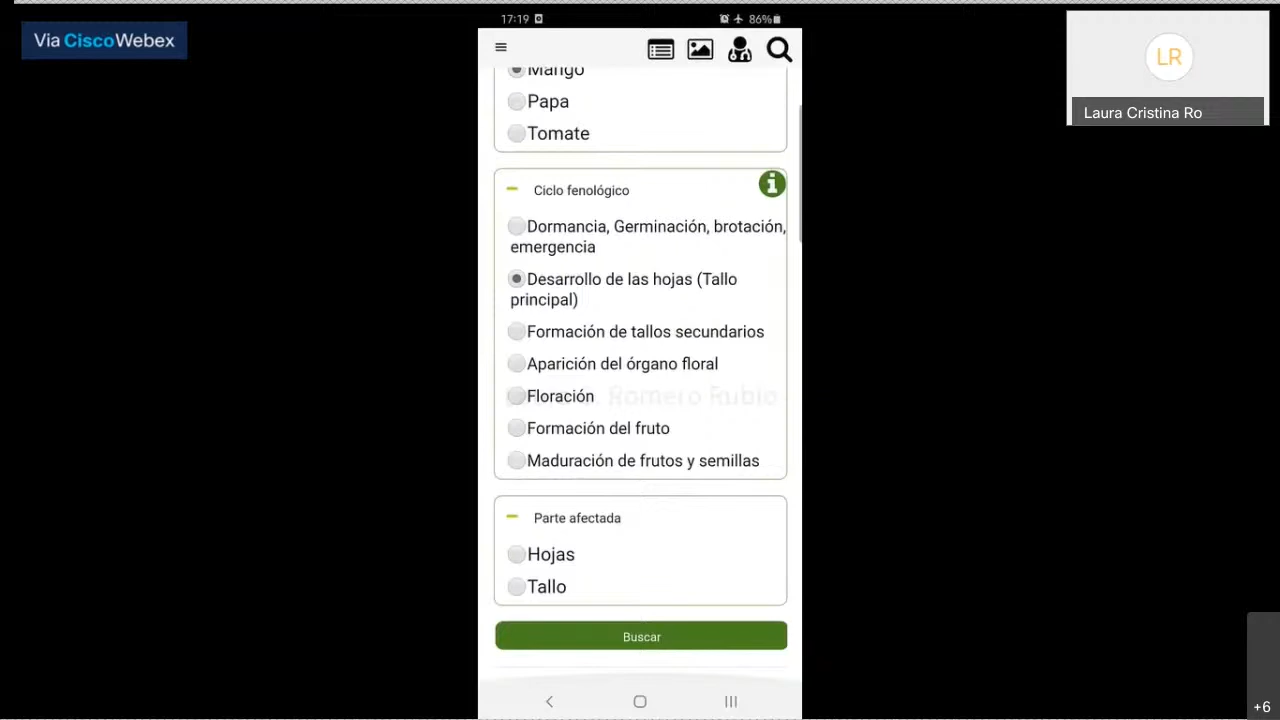 17:19
86%
Via CiscoWebex
LR
Laura Cristina Ro
Mango
Papa
Tomate
Ciclo fenológico
Dormancia, Germinación, brotación,
emergencia
Desarrollo de las hojas (Tallo
principal)
Formación de tallos secundarios
Aparición del órgano floral
Floración
Romero Rubio
Formación del fruto
Maduración de frutos y semillas
Parte afectada
Hojas
Tallo
Buscar
+6